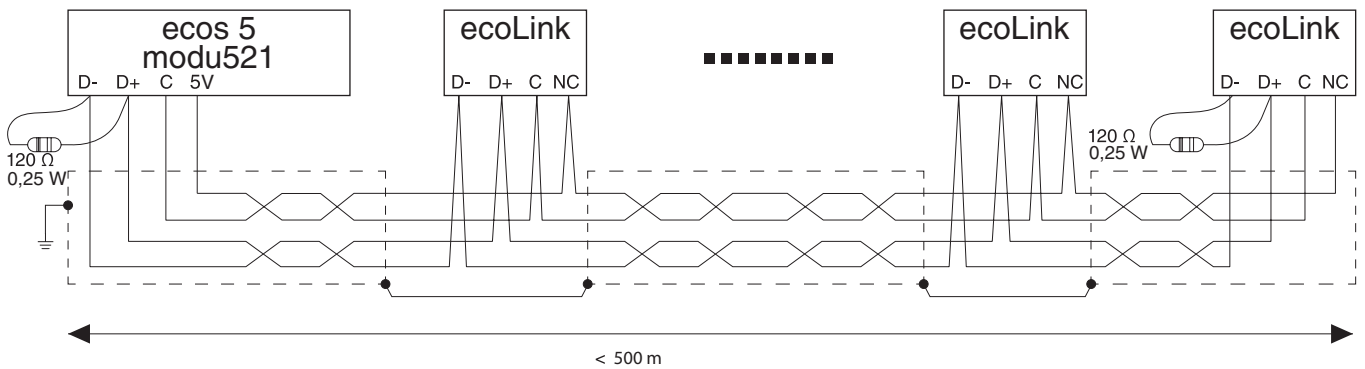 ecos 5
modu521
D- D+ C 5V
ecoLink
D- D+ C NC
ecoLink
D- D+ C NC
ecoLink
D- D+ C NC
120 Ω
0,25 W
120 Ω
0,25 W
< 500 m